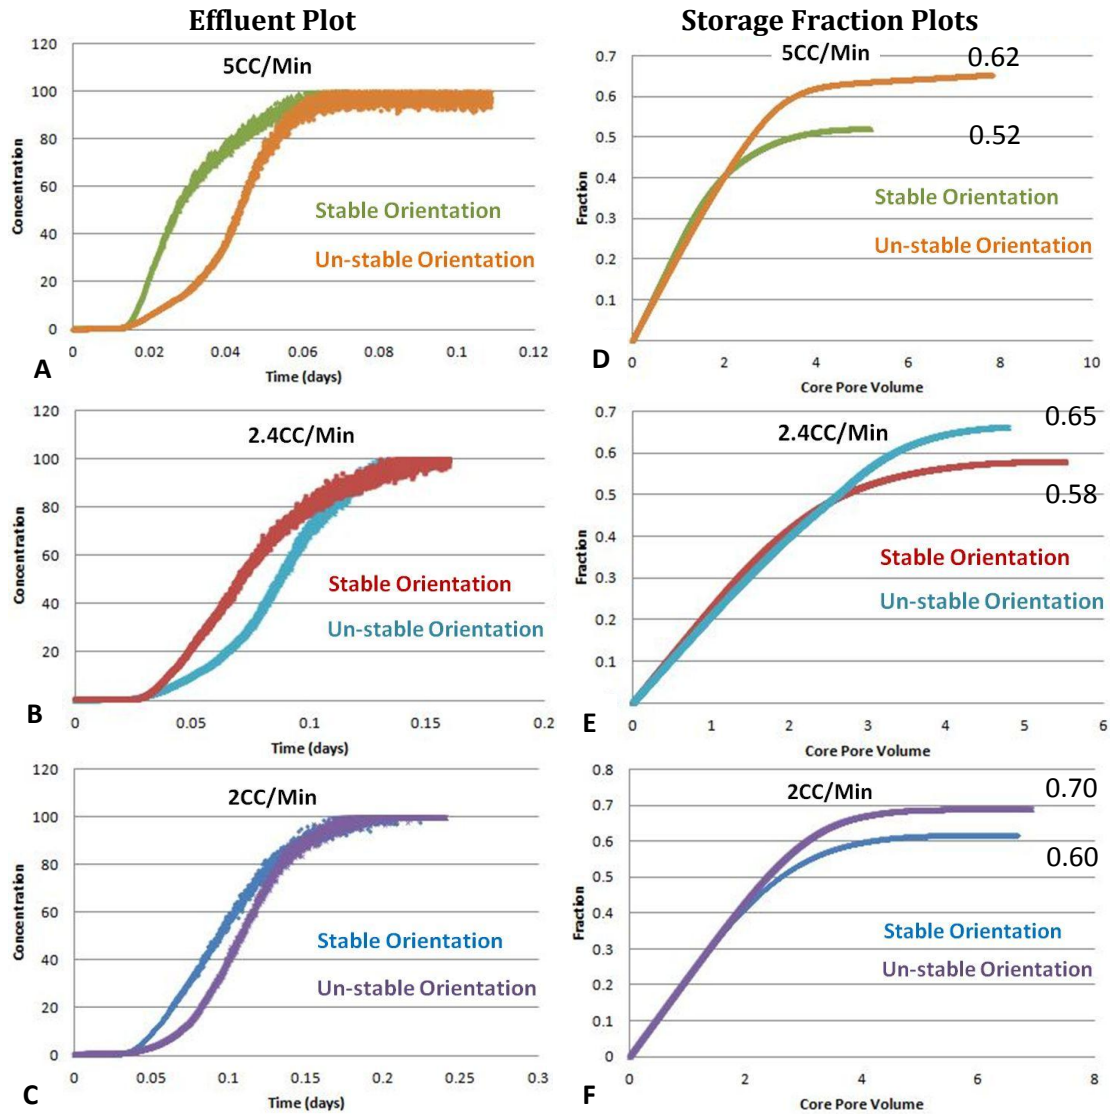 Effluent Plot
Storage Fraction Plots
5CC/Min
120
100
80
60
40
20
0
Concentration
Stable Orientation
Un-stable Orientation
0 0.02 0.04 0.06 0.08 0.1 0.12
Time (days)
A
5CC/Min
0.62
0.52
0.7
0.6
0.5
0.4
0.3
0.2
0.1
Fraction
Stable Orientation
Un-stable Orientation
0 2 4 6 8 10
Core Pore Volume
D
2.4CC/Min
120
100
80
60
40
20
Concentration
Stable Orientation
Un-stable Orientation
0 0.05 0.1 0.15 0.2
Time (days)
B
2.4CC/Min
0.65
0.58
0.7
0.6
0.5
0.4
0.3
0.2
0.1
Fraction
Stable Orientation
Un-stable Orientation
0 1 2 3 4 5 6
Core Pore Volume
E
2CC/Min
120
100
80
60
40
20
0
Concentration
Stable Orientation
Un-stable Orientation
0 0.05 0.1 0.15 0.2 0.25 0.3
Time (days)
C
2CC/Min
0.70
0.60
0.8
0.7
0.6
0.5
0.4
0.3
0.2
0.1
0
Fraction
Stable Orientation
Un-stable Orientation
0 2 4 6 8
Core Pore Volume
F